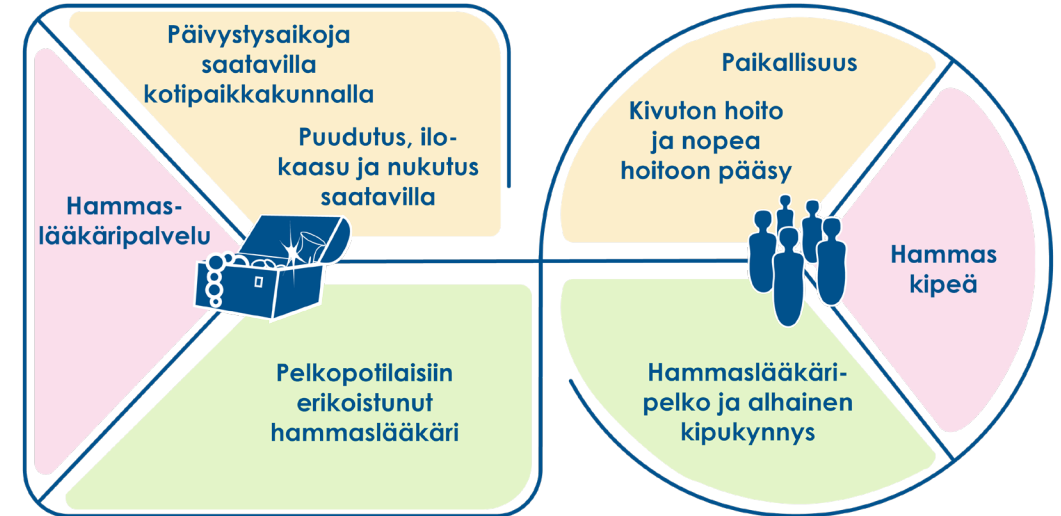 Päivystysaikoja
saatavilla
kotipaikkakunnalla
Puudutus, ilo-
kaasu ja nukutus
saatavilla
Hammas-
lääkäripalvelu
Pelkopotilaisiin
erikoistunut
hammaslääkäri
Paikallisuus
Kivuton hoito
ja nopea
hoitoon pääsy
Hammas
kipeä
Hammaslääkäri-
pelko ja alhainen
kipukynnys